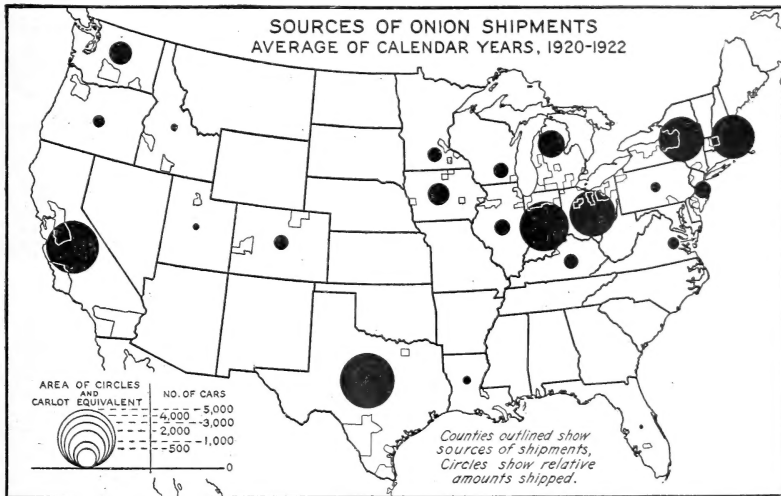 SOURCES OF ONION SHIPMENTS
AVERAGE OF CALENDAR YEARS, 1920-1922
AREA OF CIRCLES
AND
CARLOT EQUIVALENT
NO. OF CARS
5,000
4,000
3,000
2,000
1,000
500
0
Counties outlined show
sources of shipments,
Circles show relative
amounts shipped.